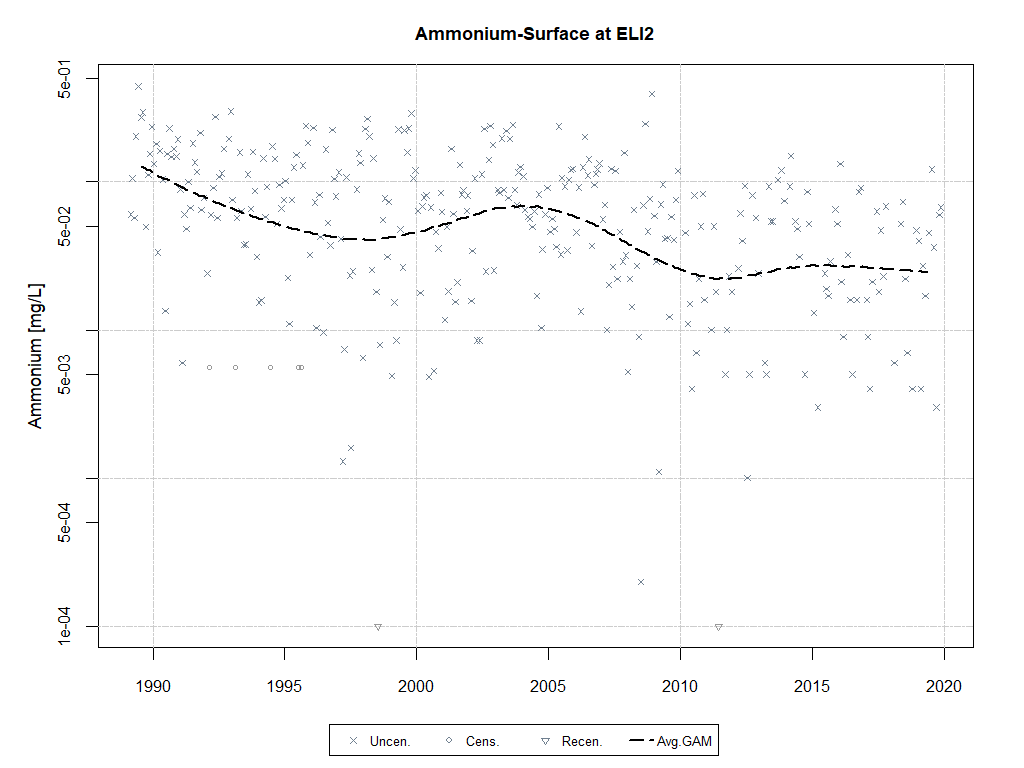 Ammonium-Surface at ELI2
Ammonium [mg/L]
5e-01
5e-02
5e-03
5e-04
1e-04
1990 1995 2000 2005 2010 2015 2020
Uncen. Cens. Recen. Avg.GAM